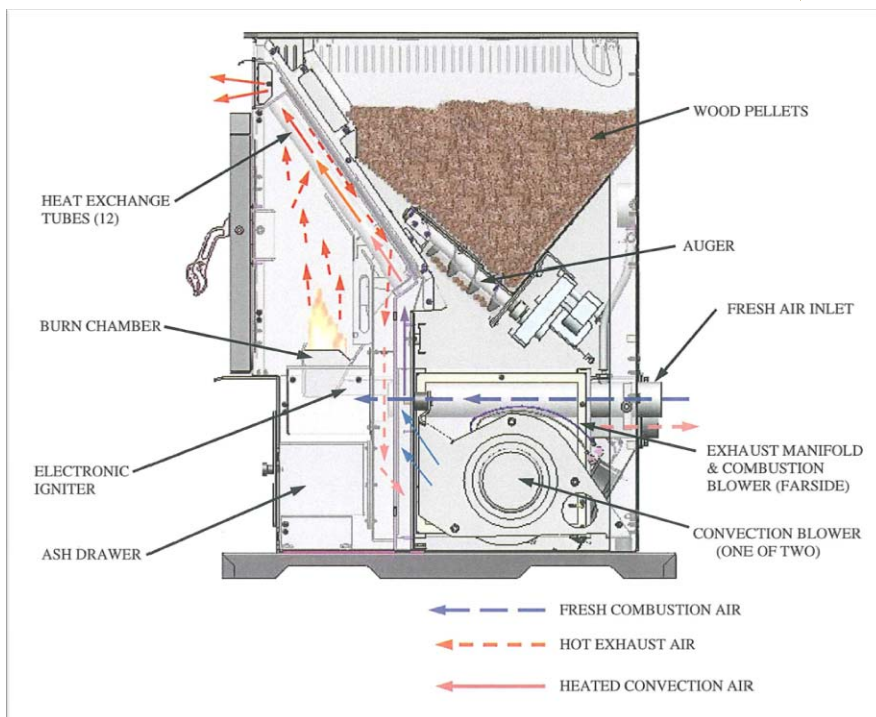 WOOD PELLETS
HEAT EXCHANGE
TUBES (12)
AUGER
FRESH AIR INLET
BURN CHAMBER
EXHAUST MANIFOLD
& COMBUSTION
BLOWER (FARSIDE)
ELECTRONIC
IGNITER
CONVECTION BLOWER
(ONE OF TWO)
ASH DRAWER
FRESH COMBUSTION AIR
HOT EXHAUST AIR
HEATED CONVECTION AIR